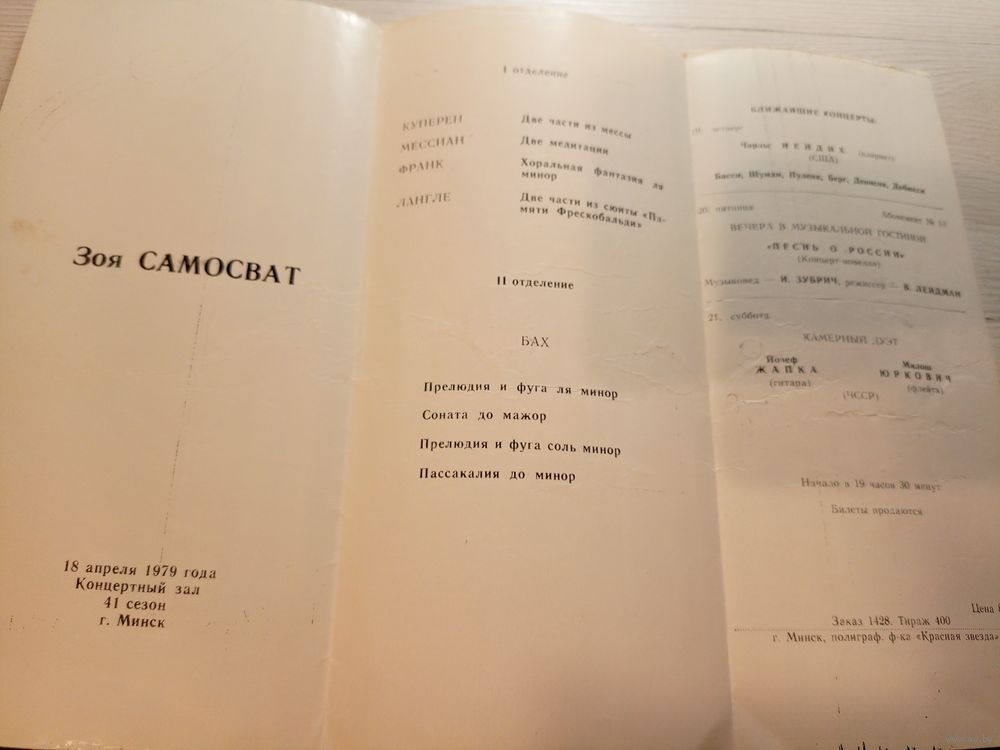 Зоя САМОСВАТ
18 апреля 1979 года
Концертный зал
41 сезон
г. Минск
I отделение
КУПЕРЕН Две части из мессы
МЕССИАН Две медитации
ФРАНК Хоральная фантазия ля
минор
ЛАНГЛЕ Две части из сюиты «Па-
мяти Фрескобальди»
II отделение
БАХ
Прелюдия и фуга ля минор
Соната до мажор
Прелюдия и фуга соль минор
Пассакалия до минор
БЛИЖАЙШИЕ КОНЦЕРТЫ:
19. четверг
Чарльз НЕЙДИХ (кларнет)
(США)
Басси, Шуман, Пуленк, Берг, Денисов, Дебюсси
20. пятница
Абонемент №
ВЕЧЕРА В МУЗЫКАЛЬНОЙ ГОСТИНОЙ
«ПЕСНЬ О РОССИИ»
(Концерт-новелла)
Музыковед — И. ЗУБРИЧ, режиссер — В. ЛЕЙДМАН
21. суббота
КАМЕРНЫЙ ДУЭТ
Йозеф Милош
ЖАПКА ЮРКОВИЧ
(гитара) (флейта)
(ЧССР)
Начало в 19 часов 30 минут
Билеты продаются
Цена
Заказ 1428. Тираж 400
г. Минск, полиграф. ф-ка «Красная звезда»